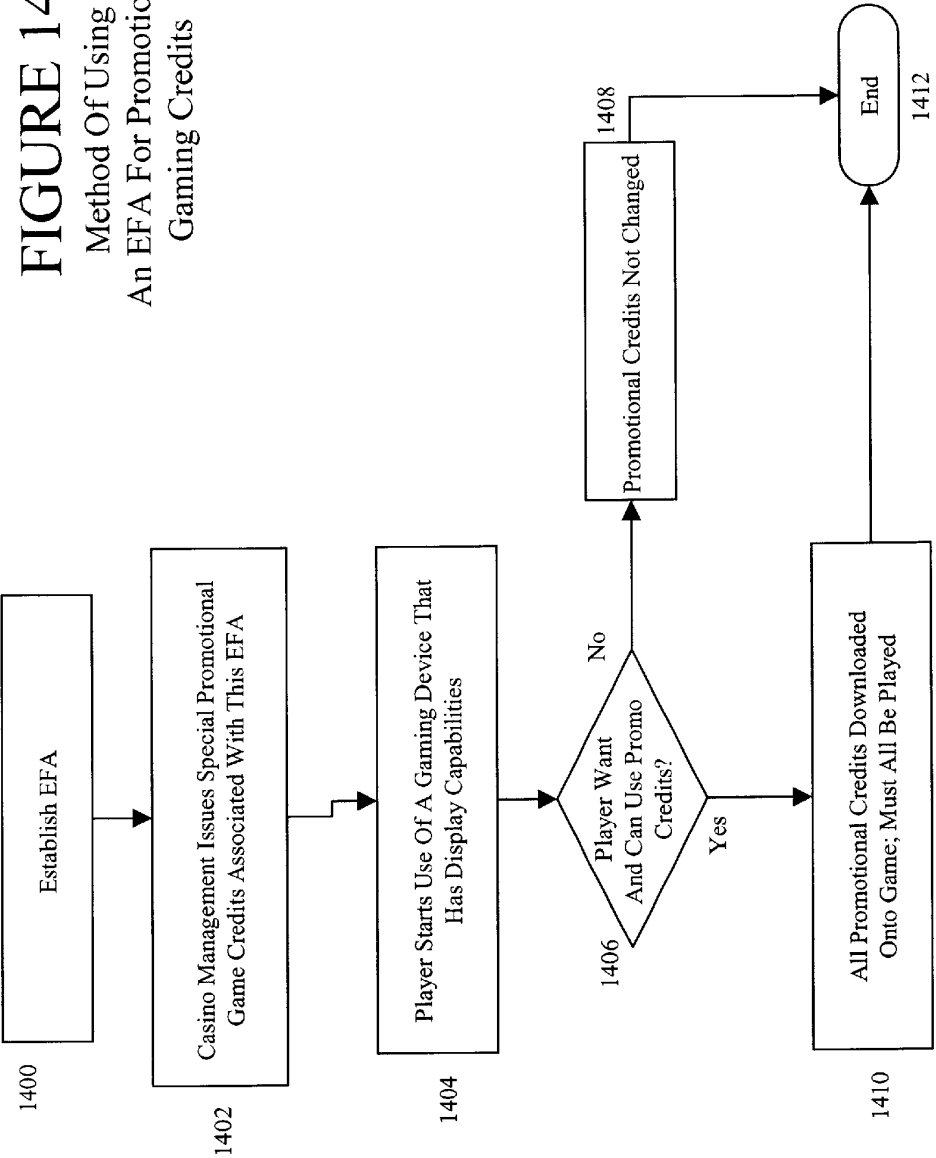 FIGURE 14
Method Of Using
An EFA For Promotio
Gaming Credits
1400
Establish EFA
1402
Casino Management Issues Special Promotional
Game Credits Associated With This EFA
1404
Player Starts Use Of A Gaming Device That
Has Display Capabilities
1406
Player Want
And Can Use Promo
Credits?
No
Yes
1408
Promotional Credits Not Changed
1410
All Promotional Credits Downloaded
Onto Game; Must All Be Played
End
1412